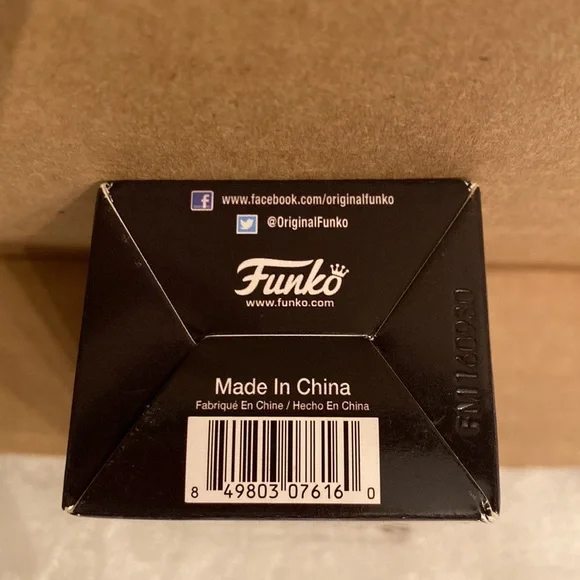 www.facebook.com/originalfunko
@OriginalFunko
Funko
www.funko.com
Made In China
Fabriqué En Chine / Hecho En China
8 49803 07616 0
GM160930